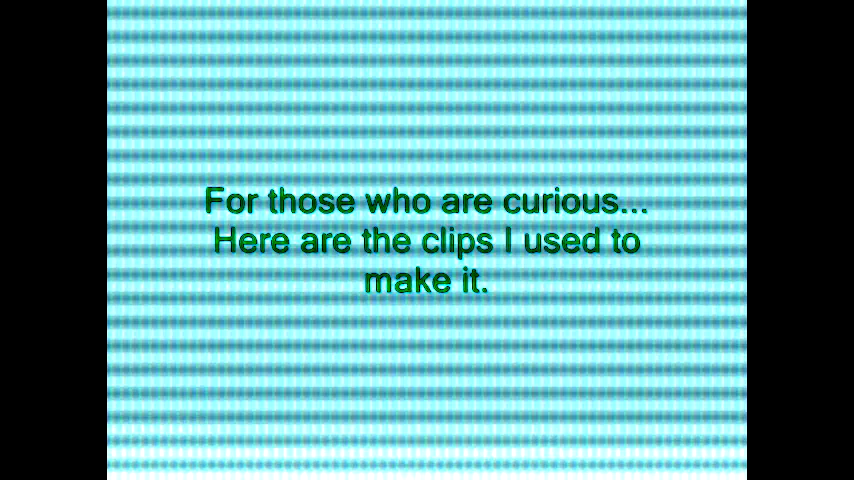 For those who are curious...
Here are the clips I used to
make it.